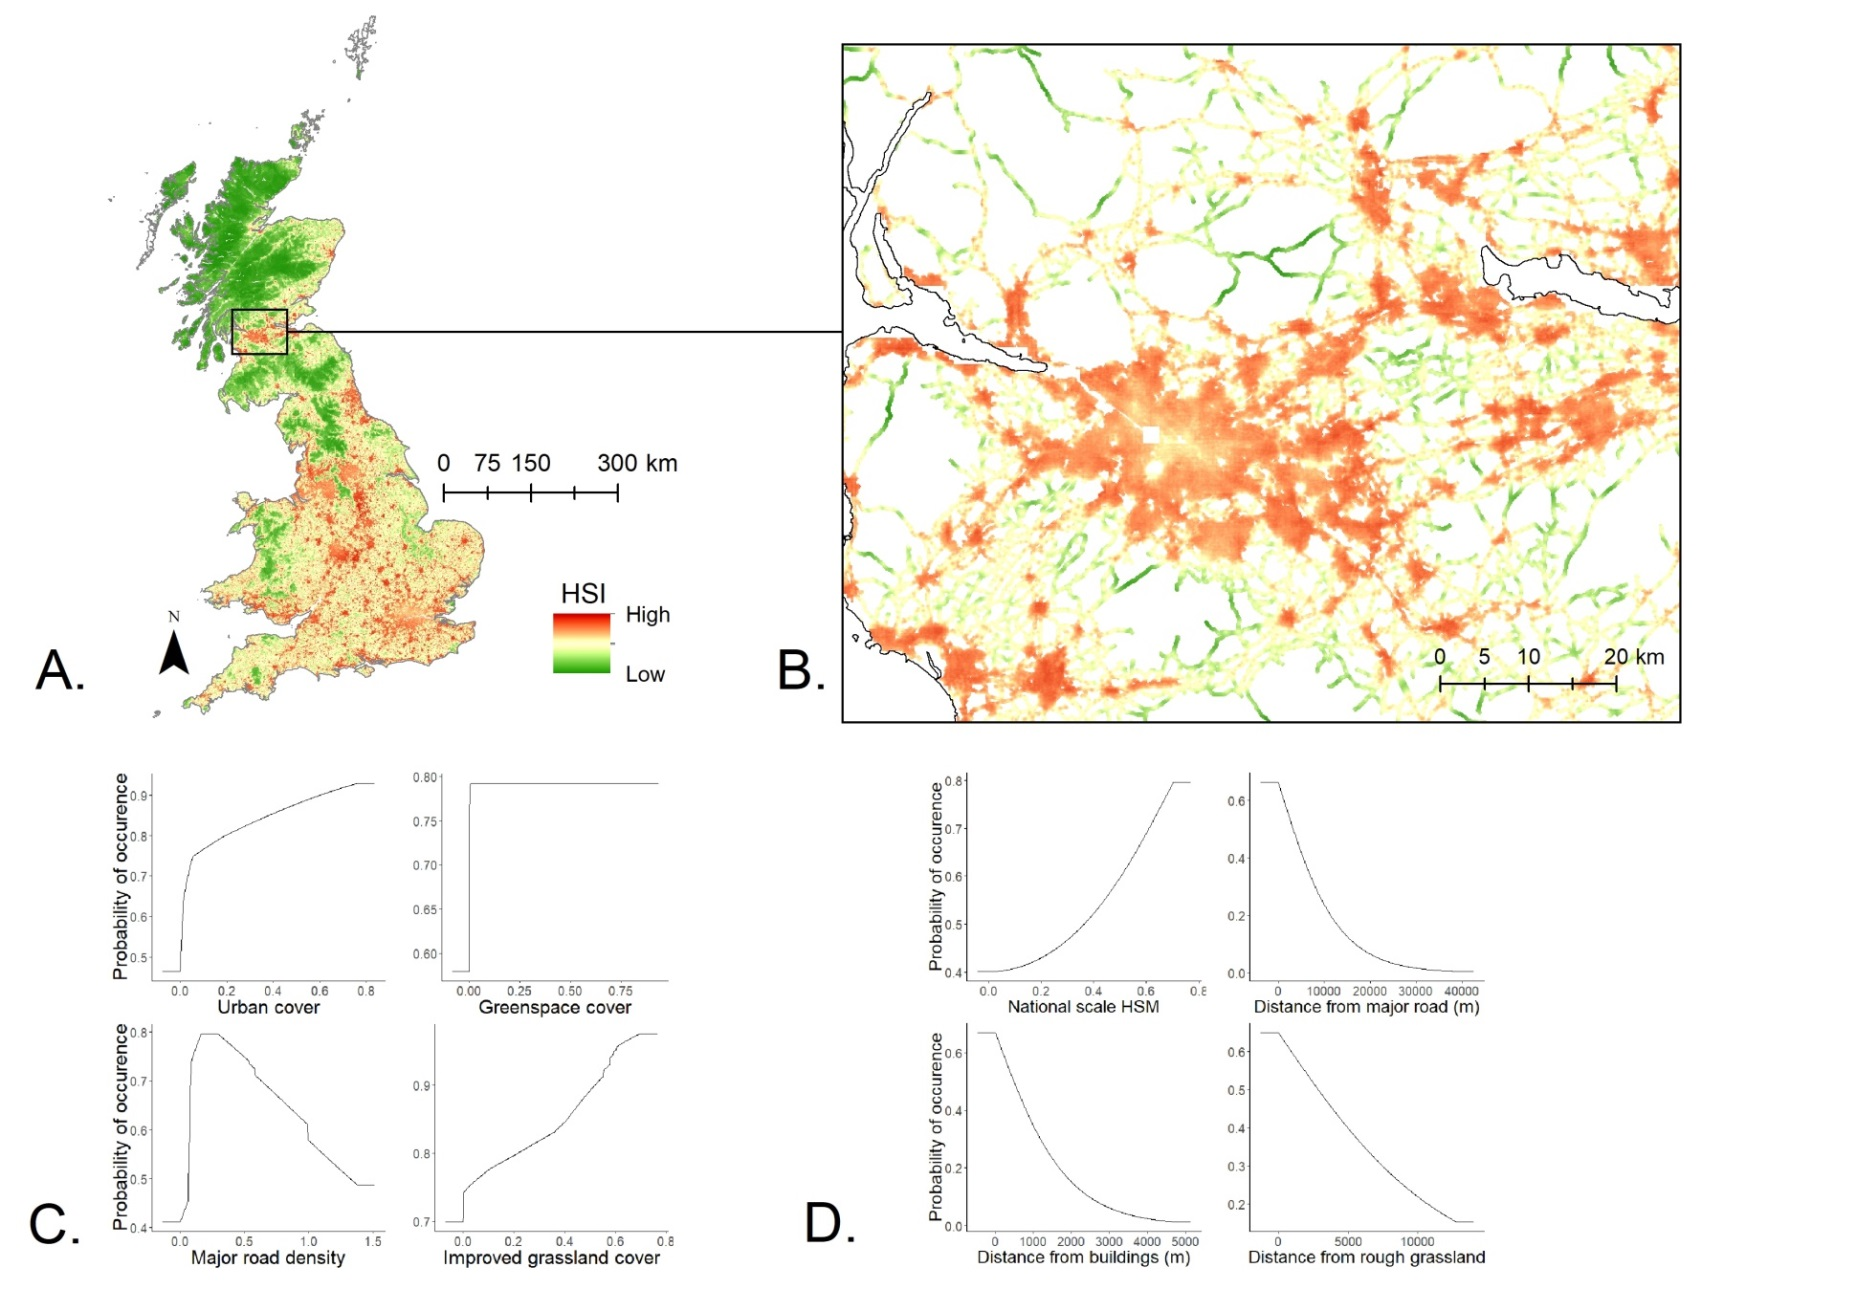 0 75 150 300 km
HSI
High
Low
N
A.
0 5 10 20 km
B.
Probability of occurence
0.9
0.8
0.7
0.6
0.5
0.0 0.2 0.4 0.6 0.8
Urban cover
0.80
0.75
0.70
0.65
0.60
0.00 0.25 0.50 0.75
Greenspace cover
Probability of occurence
0.8
0.7
0.6
0.5
0.4
0.0 0.5 1.0 1.5
Major road density
0.9
0.8
0.7
0.0 0.2 0.4 0.6 0.8
Improved grassland cover
C.
Probability of occurence
0.8
0.7
0.6
0.5
0.4
0.0 0.2 0.4 0.6 0.8
National scale HSM
0.6
0.4
0.2
0.0
0 10000 20000 30000 40000
Distance from major road (m)
Probability of occurence
0.6
0.4
0.2
0.0
0 1000 2000 3000 4000 5000
Distance from buildings (m)
0.6
0.5
0.4
0.3
0.2
0 5000 10000
Distance from rough grassland
D.